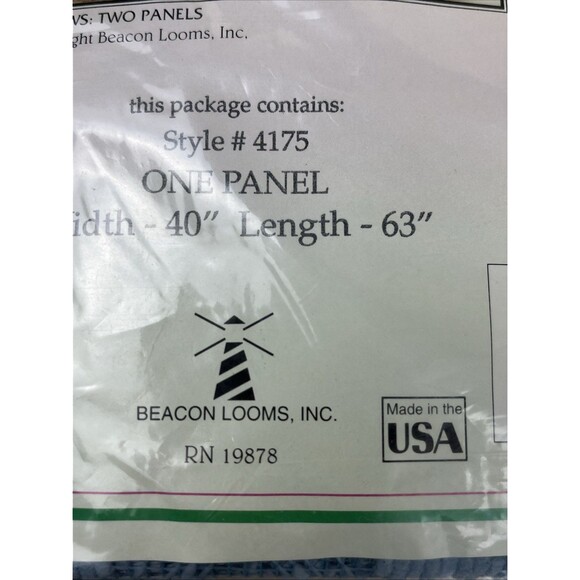 WS: TWO PANELS
ght Beacon Looms, Inc.
this package contains:
Style # 4175
ONE PANEL
idth - 40" Length - 63"
BEACON LOOMS, INC.
RN 19878
Made in the
USA